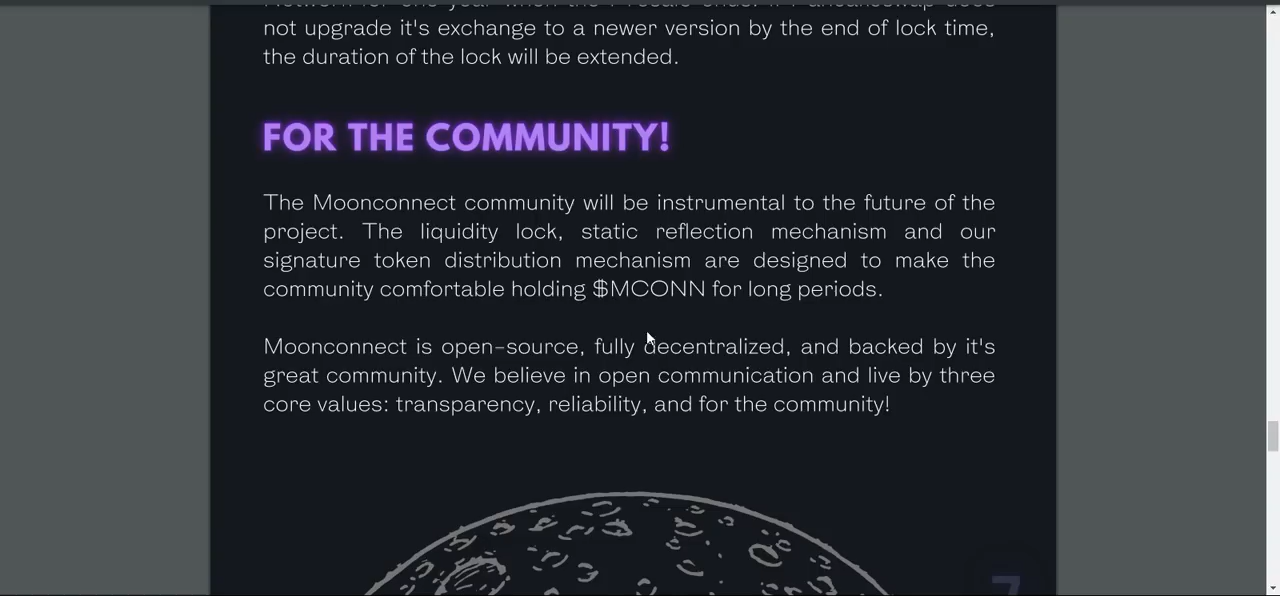 not upgrade it's exchange to a newer version by the end of lock time,
the duration of the lock will be extended.
FOR THE COMMUNITY!
The Moonconnect community will be instrumental to the future of the
project. The liquidity lock, static reflection mechanism and our
signature token distribution mechanism are designed to make the
community comfortable holding $MCONN for long periods.
Moonconnect is open-source, fully decentralized, and backed by it's
great community. We believe in open communication and live by three
core values: transparency, reliability, and for the community!
7